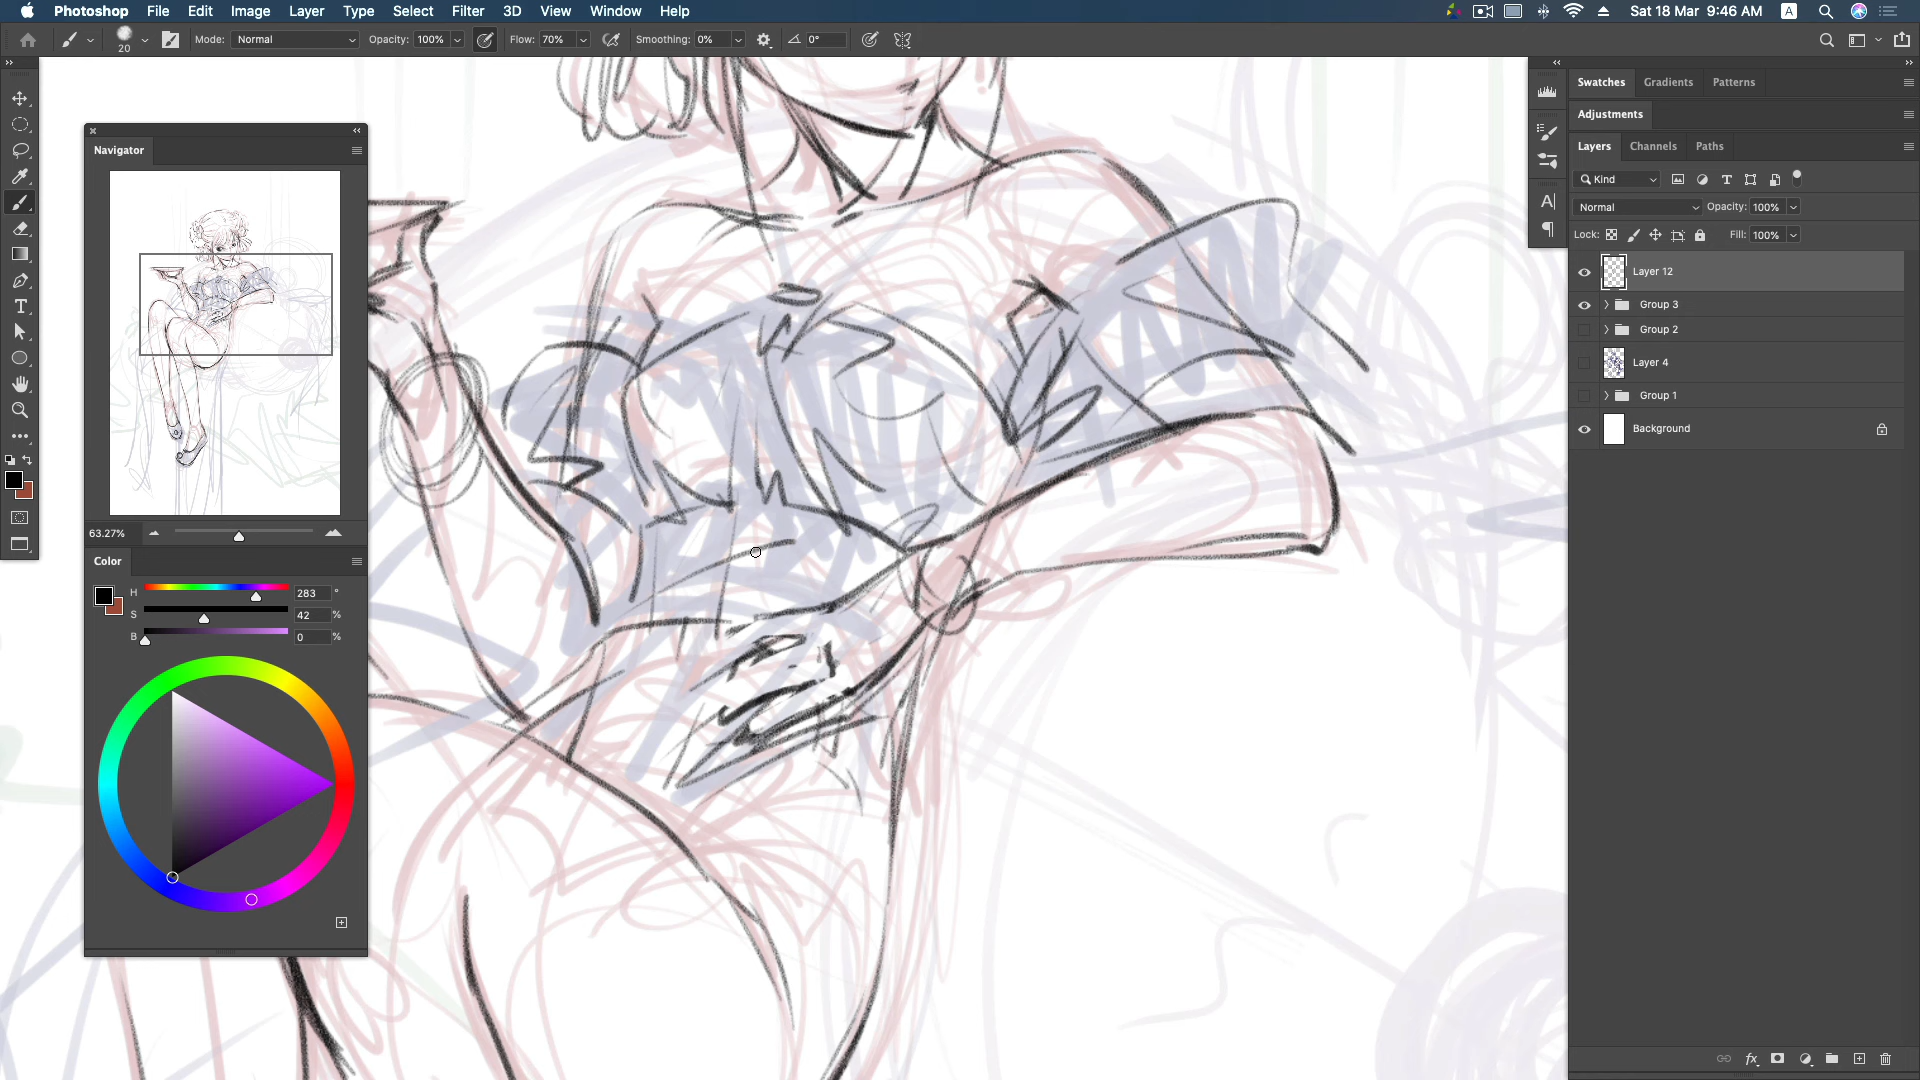 Photoshop File Edit Image Layer Type Select Filter 3D View Window Help Sat 18 Mar 9:46 AM A
20 Mode: Normal Opacity: 100% Flow: 70% Smoothing: 0% 0°
Navigator
63.27%
Color
H 283 °
S 42 %
B 0 %
Swatches Gradients Patterns
Adjustments
Layers Channels Paths
Kind
Normal Opacity: 100%
Lock: Fill: 100%
Layer 12
Group 3
Group 2
Layer 4
Group 1
Background